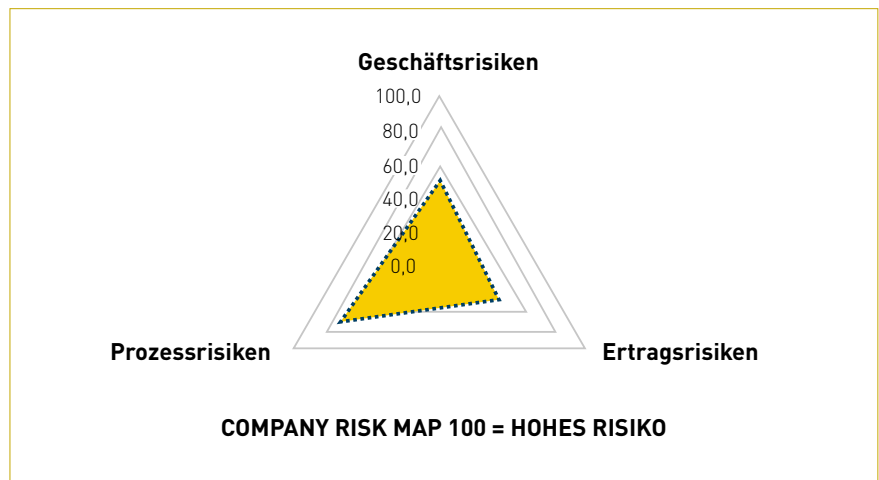 Geschäftsrisiken
100,0
80,0
60,0
40,0
20,0
0,0
Prozessrisiken
Ertragsrisiken
COMPANY RISK MAP 100 = HOHES RISIKO